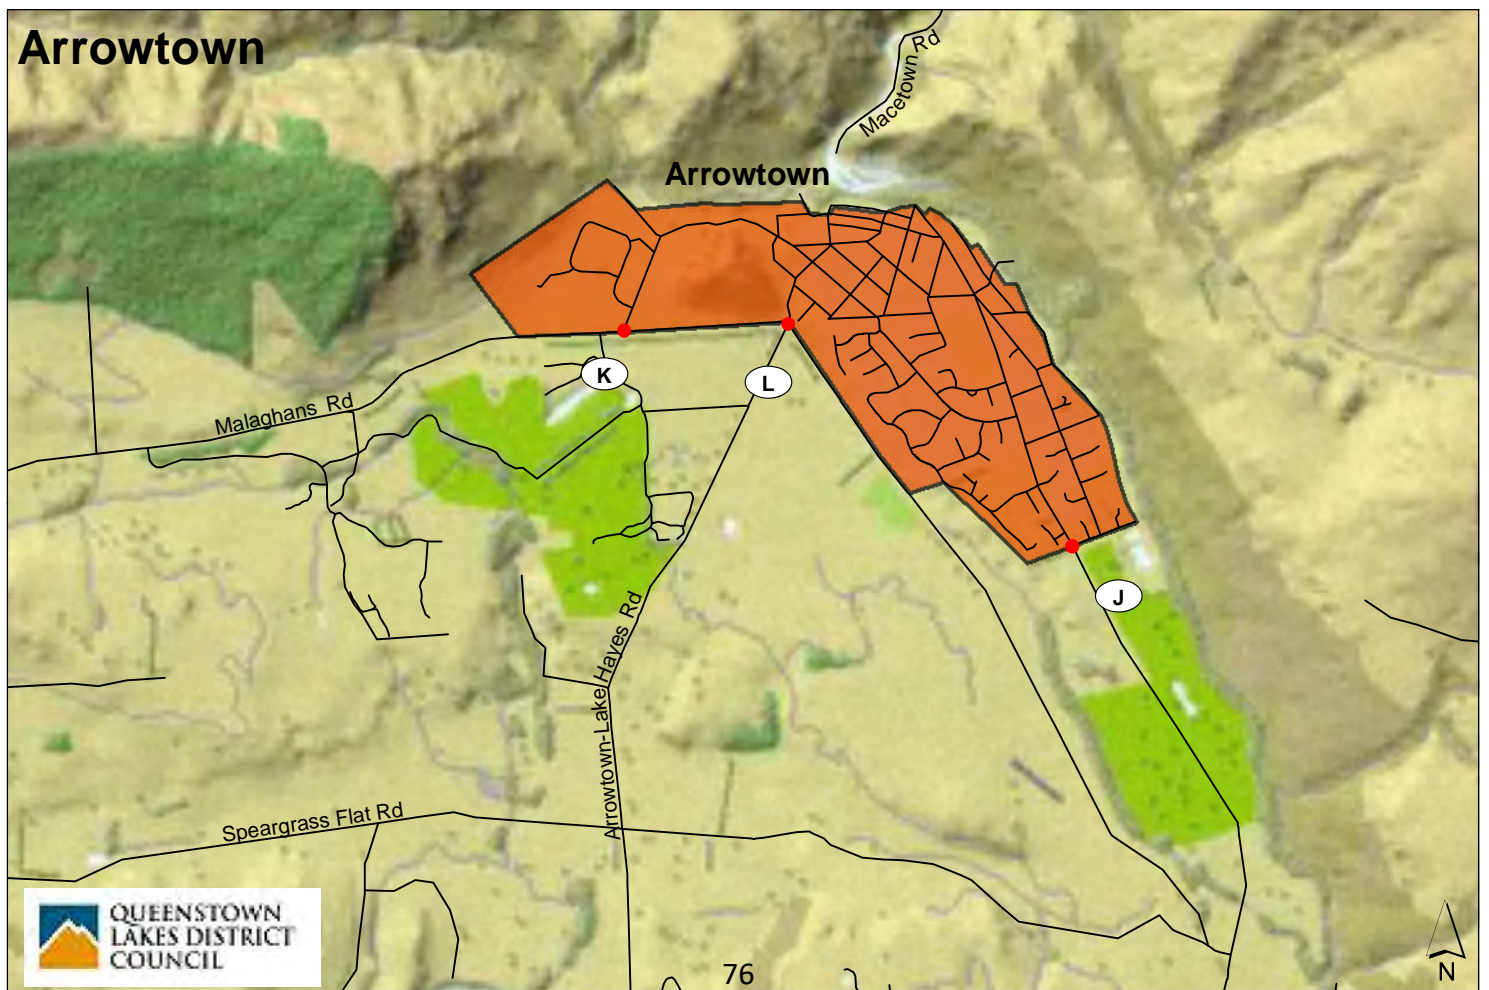 Arrowtown
Macetown Rd
Arrowtown
K
L
Malaghans Rd
J
Arrowtown-Lake Hayes Rd
Speargrass Flat Rd
QUEENSTOWN
LAKES DISTRICT
COUNCIL
76
N